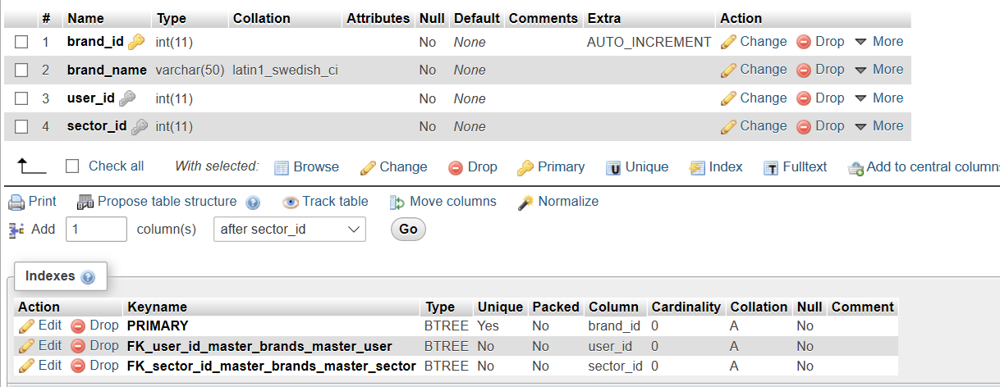 # Name Type Collation Attributes Null Default Comments Extra Action
1 brand_id int(11) No None AUTO_INCREMENT Change Drop More
2 brand_name varchar(50) latin1_swedish_ci No None Change Drop More
3 user_id int(11) No None Change Drop More
4 sector_id int(11) No None Change Drop More
Check all With selected: Browse Change Drop Primary Unique Index Fulltext Add to central columns
Print Propose table structure Track table Move columns Normalize
Add 1 column(s) after sector_id Go
Indexes
Action Keyname Type Unique Packed Column Cardinality Collation Null Comment
Edit Drop PRIMARY BTREE Yes No brand_id 0 A No
Edit Drop FK_user_id_master_brands_master_user BTREE No No user_id 0 A No
Edit Drop FK_sector_id_master_brands_master_sector BTREE No No sector_id 0 A No